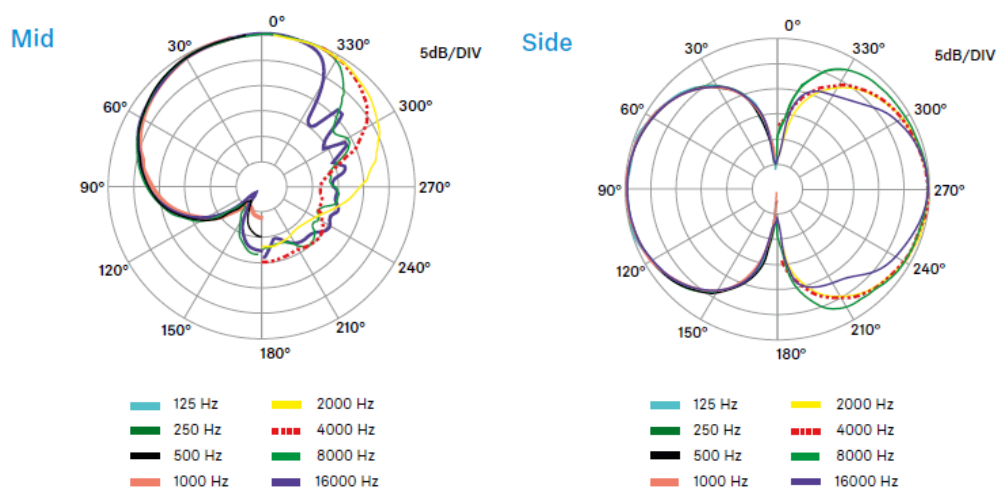 Mid
0°
30°
330°
5dB/DIV
60°
300°
90°
270°
120°
240°
150°
210°
180°
125 Hz
2000 Hz
250 Hz
4000 Hz
500 Hz
8000 Hz
1000 Hz
16000 Hz
Side
0°
30°
330°
5dB/DIV
60°
300°
90°
270°
120°
240°
150°
210°
180°
125 Hz
2000 Hz
250 Hz
4000 Hz
500 Hz
8000 Hz
1000 Hz
16000 Hz